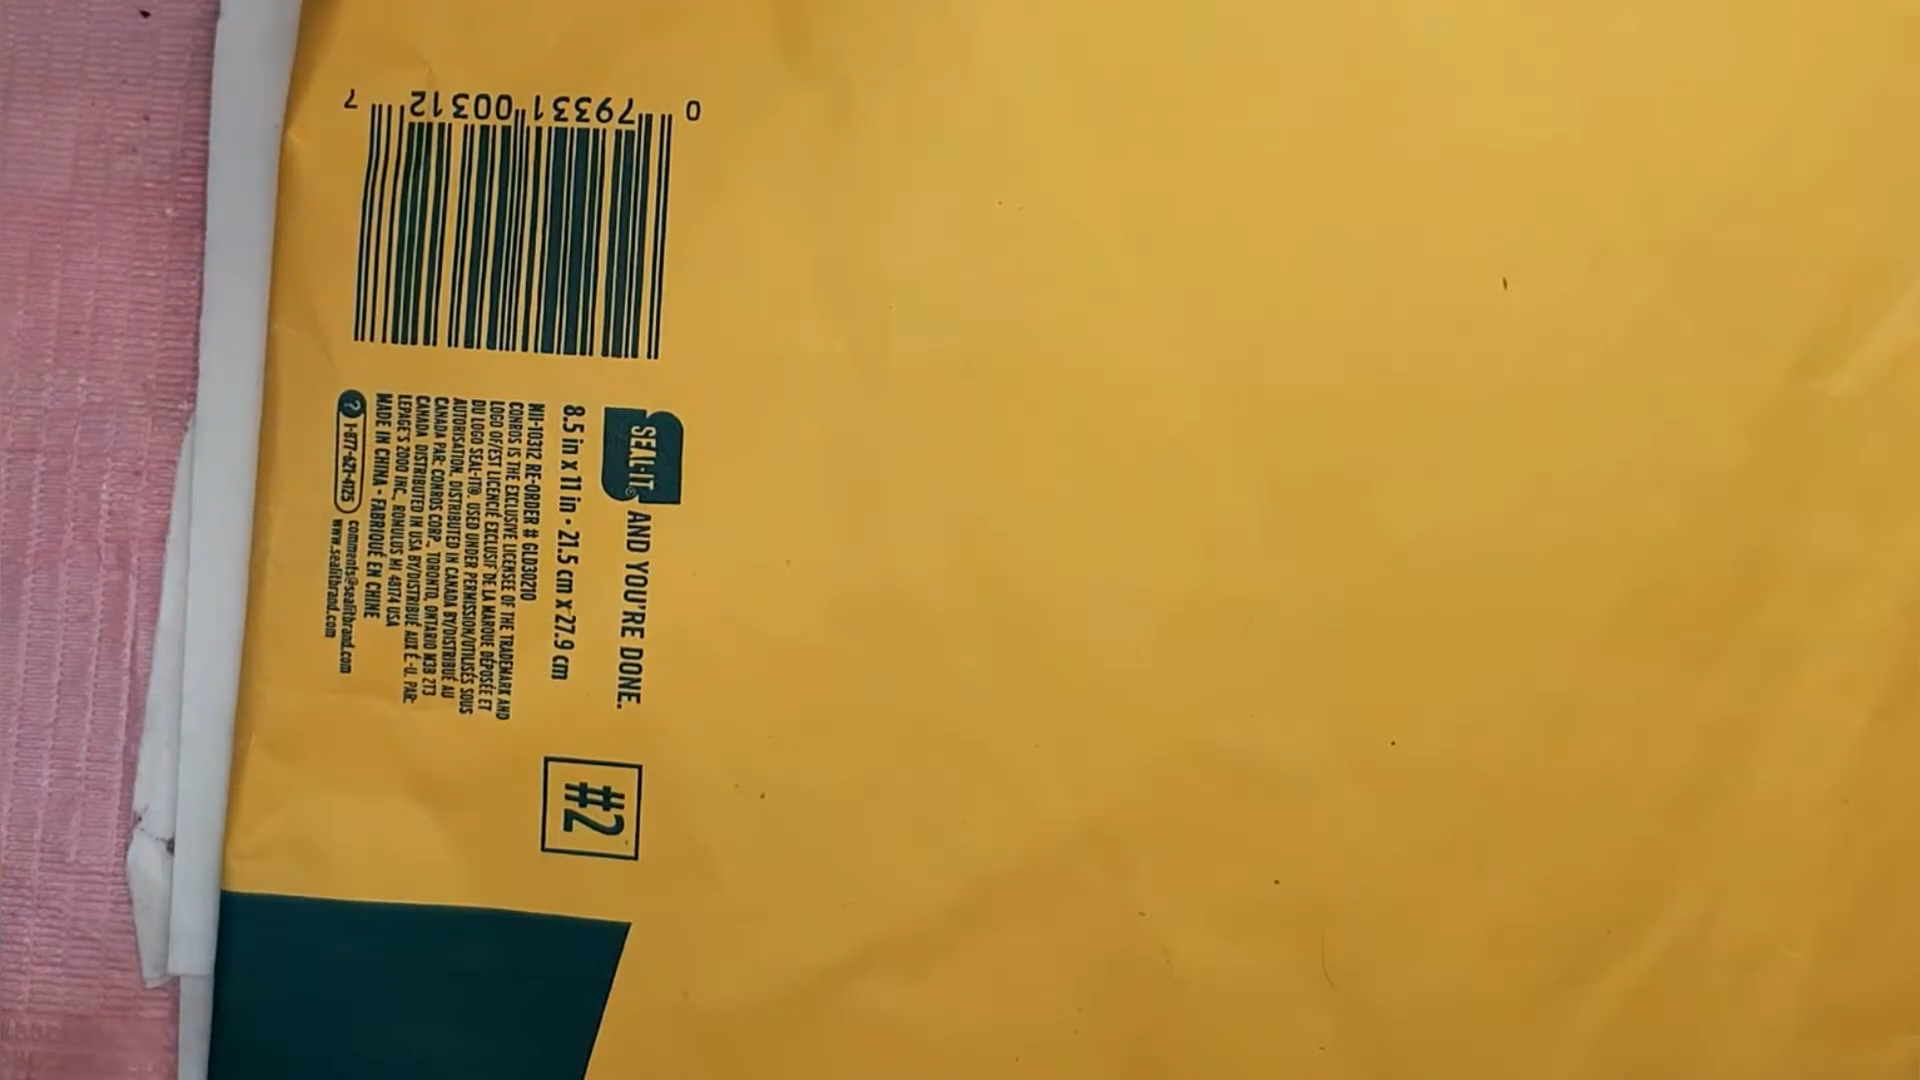 0 79331 00312 7
SEAL-IT® AND YOU'RE DONE.
8.5 in x 11 in • 21.5 cm x 27.9 cm
MII-10312 RE-ORDER # GLD30210
CONROS IS THE EXCLUSIVE LICENSEE OF THE TRADEMARK AND
LOGO OF/EST LICENCIÉ EXCLUSIF DE LA MARQUE DÉPOSÉE ET
DU LOGO SEAL-IT®. USED UNDER PERMISSION/UTILISÉS SOUS
AUTORISATION. DISTRIBUTED IN CANADA BY/DISTRIBUÉ AU
CANADA PAR: CONROS CORP., TORONTO, ONTARIO M3B 2T3
CANADA DISTRIBUTED IN USA BY/DISTRIBUÉ AUX É.-U. PAR:
LEPAGE'S 2000 INC., ROMULUS MI 48174 USA
MADE IN CHINA • FABRIQUÉ EN CHINE
? 1-877-621-4125 comments@sealitbrand.com
www.sealitbrand.com
#2